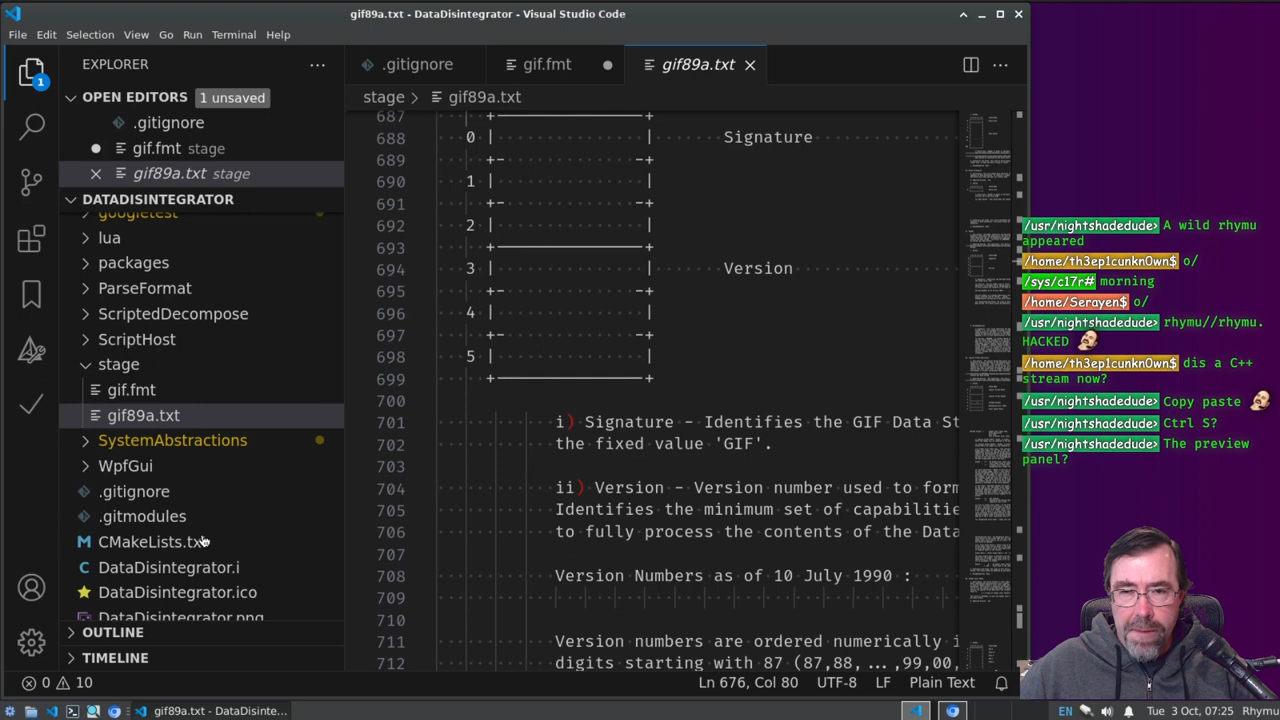 gif89a.txt - DataDisintegrator - Visual Studio Code
File Edit Selection View Go Run Terminal Help
1
EXPLORER
OPEN EDITORS 1 unsaved
.gitignore
gif.fmt stage
gif89a.txt stage
DATADISINTEGRATOR
googletest
lua
packages
ParseFormat
ScriptedDecompose
ScriptHost
stage
gif.fmt
gif89a.txt
SystemAbstractions
WpfGui
.gitignore
.gitmodules
M CMakeLists.txt
C DataDisintegrator.i
DataDisintegrator.ico
DataDisintegrator.png
OUTLINE
TIMELINE
.gitignore gif.fmt gif89a.txt
stage > gif89a.txt
687
688 0 | | Signature
689 +- -+
690 1 | |
691 +- -+
692 2 | |
693 +---------------+
694 3 | | Version
695 +- -+
696 4 | |
697 +- -+
698 5 | |
699 +---------------+
700
701 i) Signature - Identifies the GIF Data St
702 the fixed value 'GIF'.
703
704 ii) Version - Version number used to form
705 Identifies the minimum set of capabilitie
706 to fully process the contents of the Data
707
708 Version Numbers as of 10 July 1990 :
709
710
711 Version numbers are ordered numerically i
712 digits starting with 87 (87,88,...,99,00,
0 10
Ln 676, Col 80 UTF-8 LF Plain Text
/usr/nightshadedude> A wild rhymu
appeared
/home/th3ep1cunkn0wn$ o/
/sys/c17r# morning
/home/Serayen$ o/
/usr/nightshadedude> rhymu//rhymu.
HACKED
/home/th3ep1cunkn0wn$ dis a C++
stream now?
/usr/nightshadedude> Copy paste
/usr/nightshadedude> Ctrl S?
/usr/nightshadedude> The preview
panel?
gif89a.txt - DataDisinte...
EN
Tue 3 Oct, 07:25 Rhymu